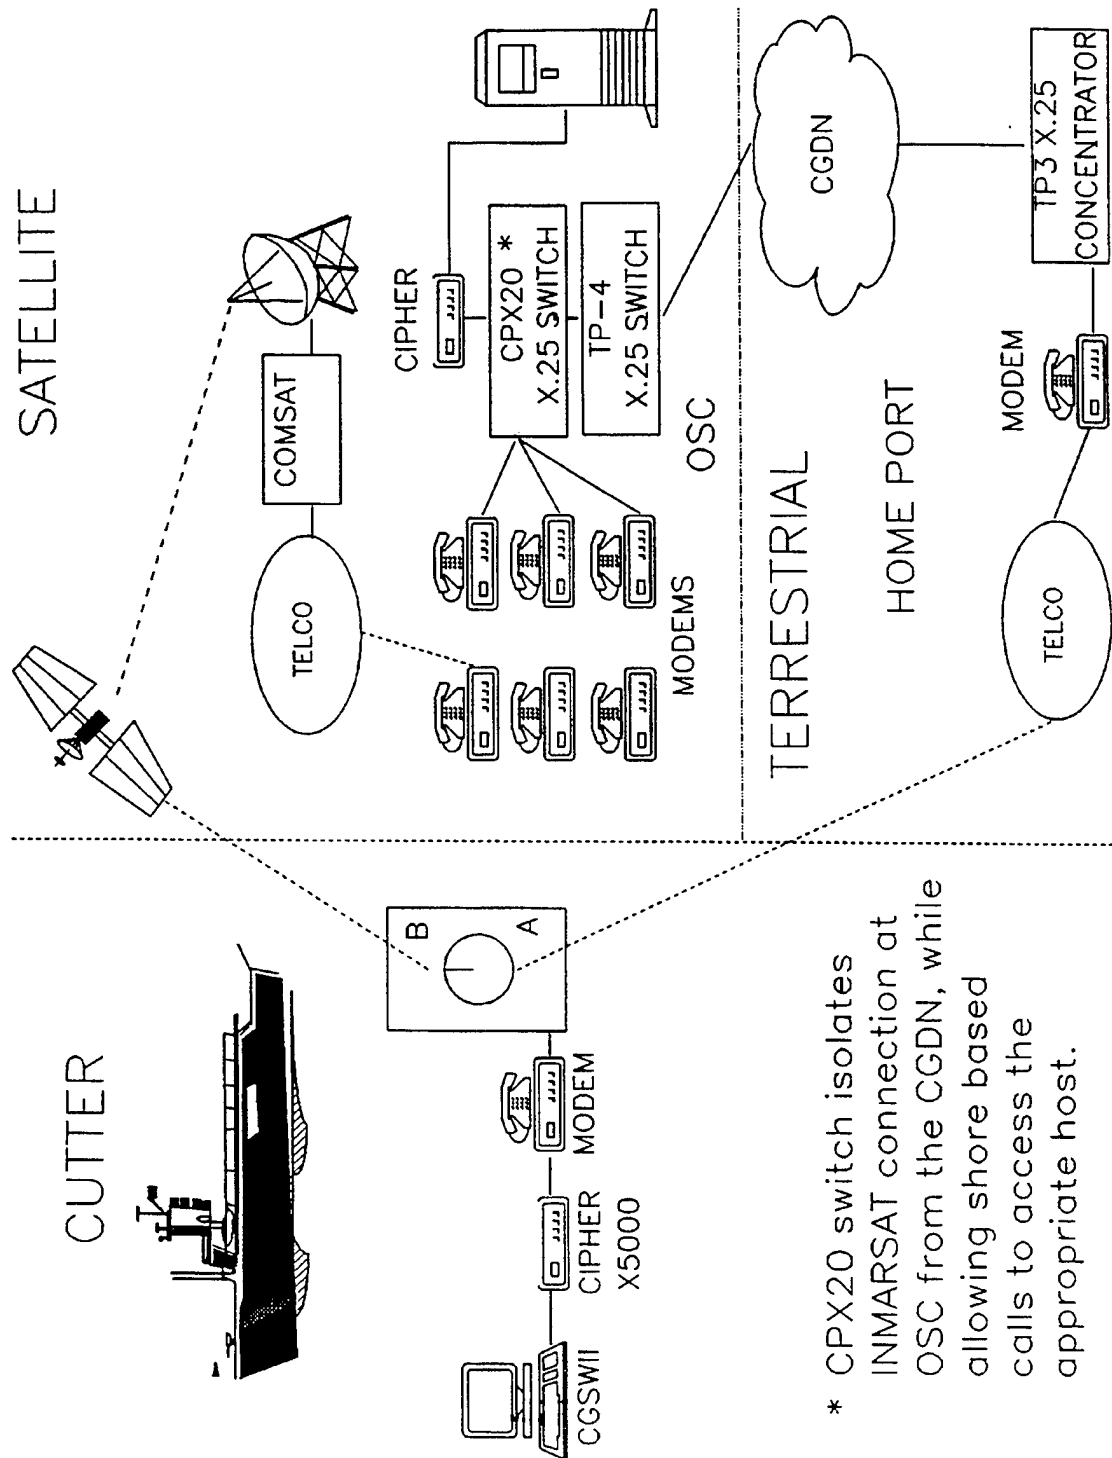 CUTTER
CGSWII
CIPHER
X5000
MODEM
B
A
* CPX20 switch isolates
INMARSAT connection at
OSC from the CGDN, while
allowing shore based
calls to access the
appropriate host.
SATELLITE
TELCO
COMSAT
CIPHER
CPX20 *
X.25 SWITCH
TP-4
X.25 SWITCH
MODEMS
OSC
TERRESTRIAL
HOME PORT
CGDN
TELCO
MODEM
TP3 X.25
CONCENTRATOR